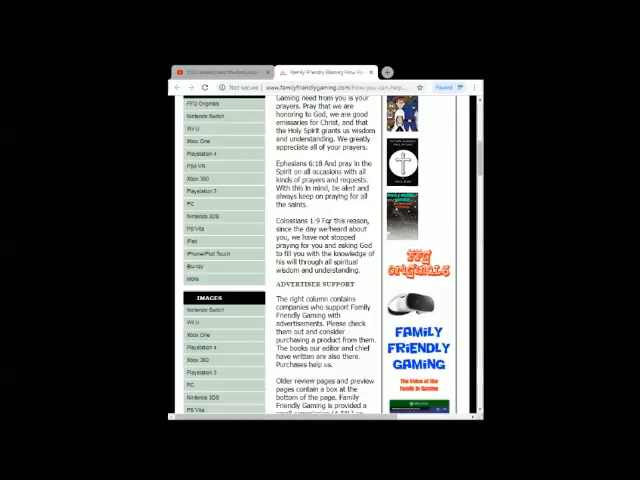 Family Friendly Gaming How You
Not secure
www.familyfriendlygaming.com/How-you-can-help...
Paused
FFG Originals
Nintendo Switch
Wii U
Xbox One
Playstation 4
PS4 VR
Xbox 360
Playstation 3
PC
Nintendo 3DS
PS Vita
iPad
iPhone/iPod Touch
Blu-ray
More
IMAGES
Nintendo Switch
Wii U
Xbox One
Playstation 4
Xbox 360
Playstation 3
PC
Nintendo 3DS
PS Vita
Gaming need from you is your
prayers. Pray that we are
honoring to God, we are good
emissaries for Christ, and that
the Holy Spirit grants us wisdom
and understanding. We greatly
appreciate all of your prayers.
Ephesians 6:18 And pray in the
Spirit on all occasions with all
kinds of prayers and requests.
With this in mind, be alert and
always keep on praying for all
the saints.
Colossians 1:9 For this reason,
since the day we heard about
you, we have not stopped
praying for you and asking God
to fill you with the knowledge of
his will through all spiritual
wisdom and understanding.
ADVERTISER SUPPORT
The right column contains
companies who support Family
Friendly Gaming with
advertisements. Please check
them out and consider
purchasing a product from them.
The books our editor and chief
have written are also there.
Purchases help us.
Older review pages and preview
pages contain a box at the
bottom of the page. Family
Friendly Gaming is provided a
FFG
ORIGINALS
FAMILY
FRIENDLY
GAMING
The Voice of the
Family in Gaming